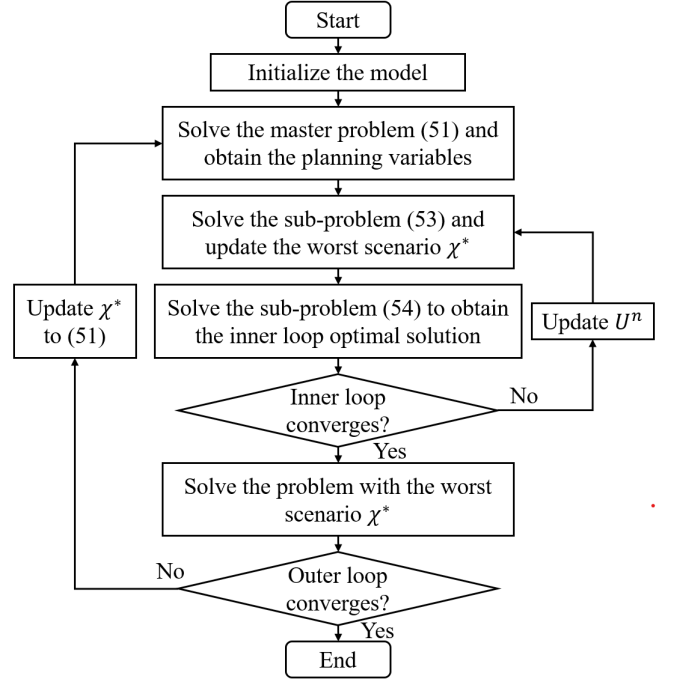 Start
Initialize the model
Solve the master problem (51) and
obtain the planning variables
Solve the sub-problem (53) and
update the worst scenario χ*
Update χ*
to (51)
Solve the sub-problem (54) to obtain
the inner loop optimal solution
Update Uⁿ
Inner loop
converges?
No
Yes
Solve the problem with the worst
scenario χ*
No
Outer loop
converges?
Yes
End